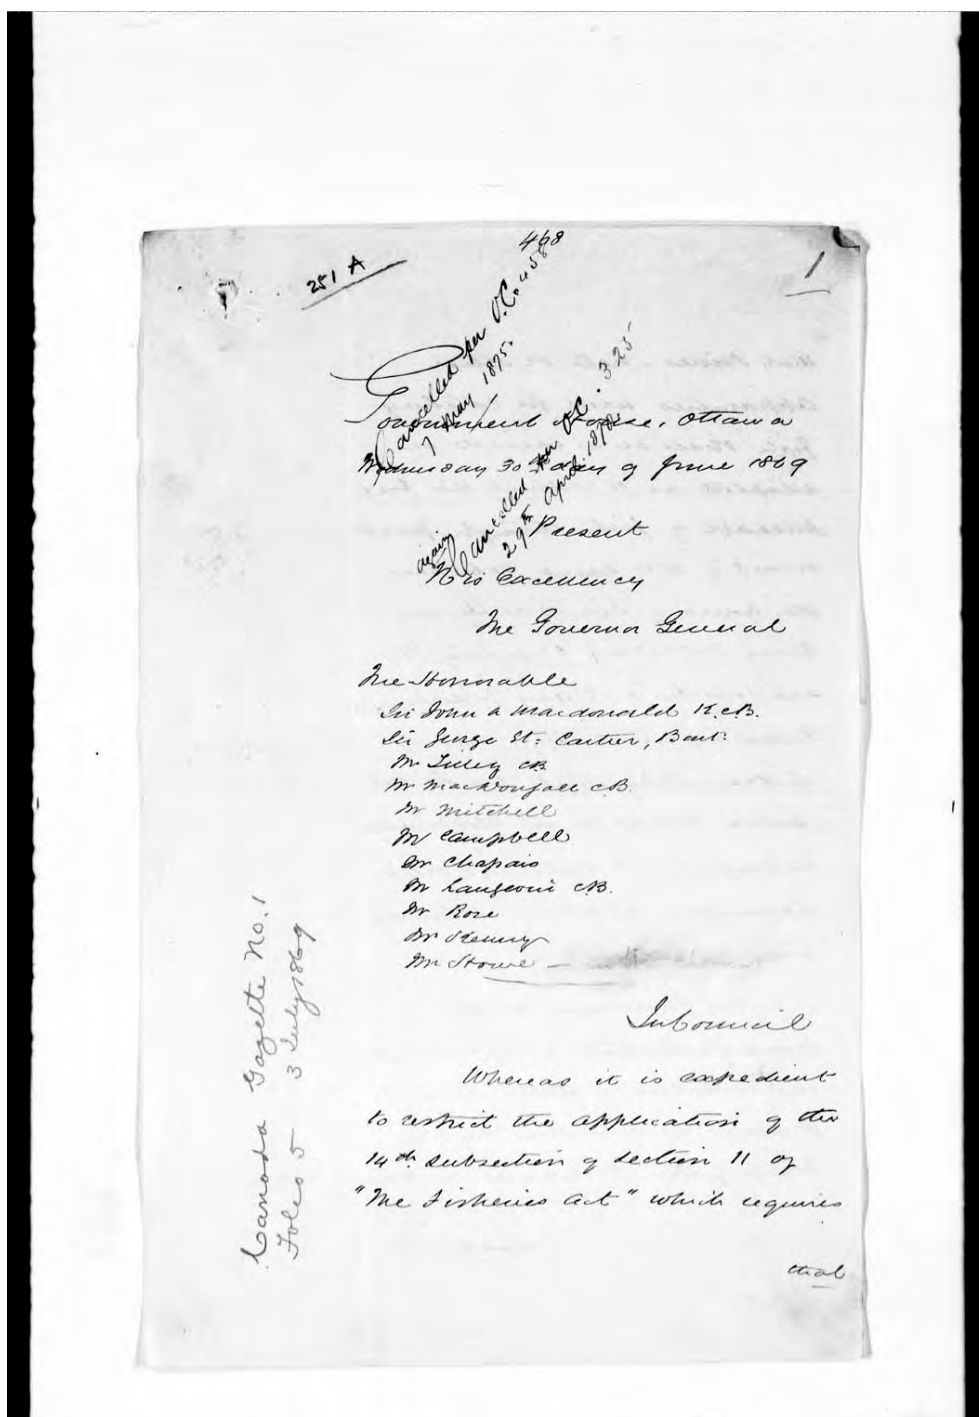 468
251 A
1
Cancelled per O.C. 458
7 May 1875.
again Cancelled per O.C. 325
29th April 1878
Government House, Ottawa
Wednesday 30th day of June 1869
Present
His Excellency
The Governor General
The Honorable
Sir John A Macdonald K.C.B.
Sir George Et: Cartier, Bart:
Mr Tilley CB
Mr MacDougall CB.
Mr Mitchell
Mr Campbell
Mr Chapais
Mr Langevin CB.
Mr Rose
Mr Kenny
Mr Howe —
In Council
Whereas it is expedient
to restrict the application of the
14th subsection of section 11 of
"The Fisheries Act" which requires
that
Canada Gazette No. 1
Folio 5 3 July 1869